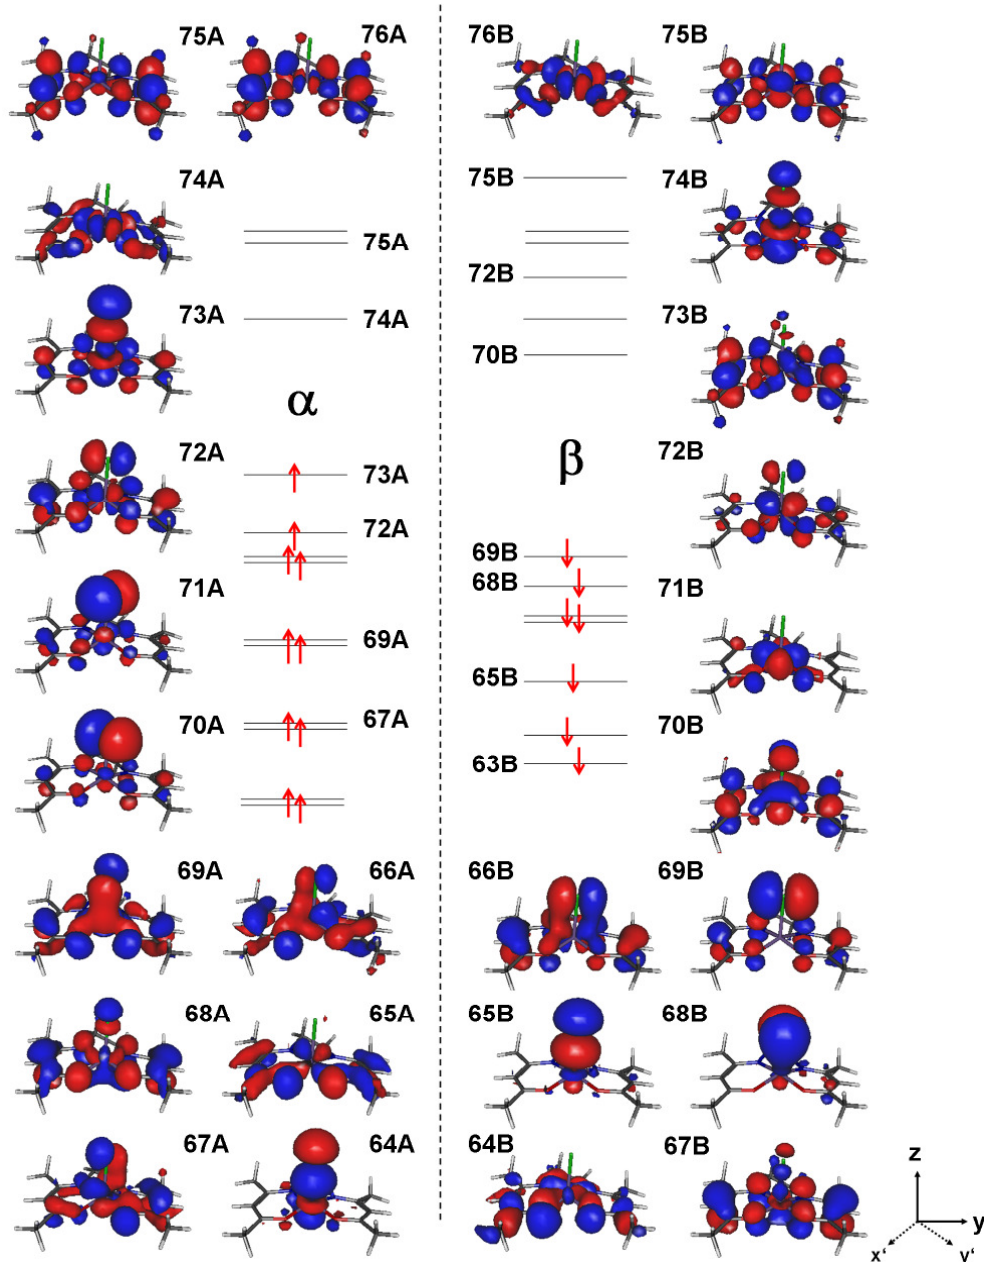 75A 76A 76B 75B
74A 75B 74B
75A
72B
73A 74A 73B
70B
α
72A 73A β 72B
72A
69B
68B
71A 71B
69A
65B
70A 67A 70B
63B
69A 66A 66B 69B
68A 65A 65B 68B
67A 64A 64B 67B
z
y
x' y'